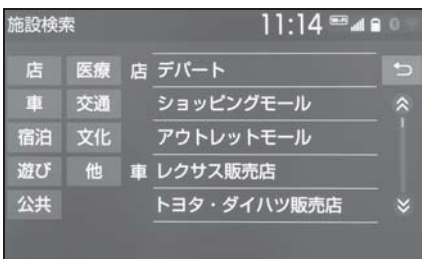 施設検索 11:14 0
店 医療 店 デパート
車 交通 ショッピングモール
宿泊 文化 アウトレットモール
遊び 他 車 レクサス販売店
公共 トヨタ・ダイハツ販売店